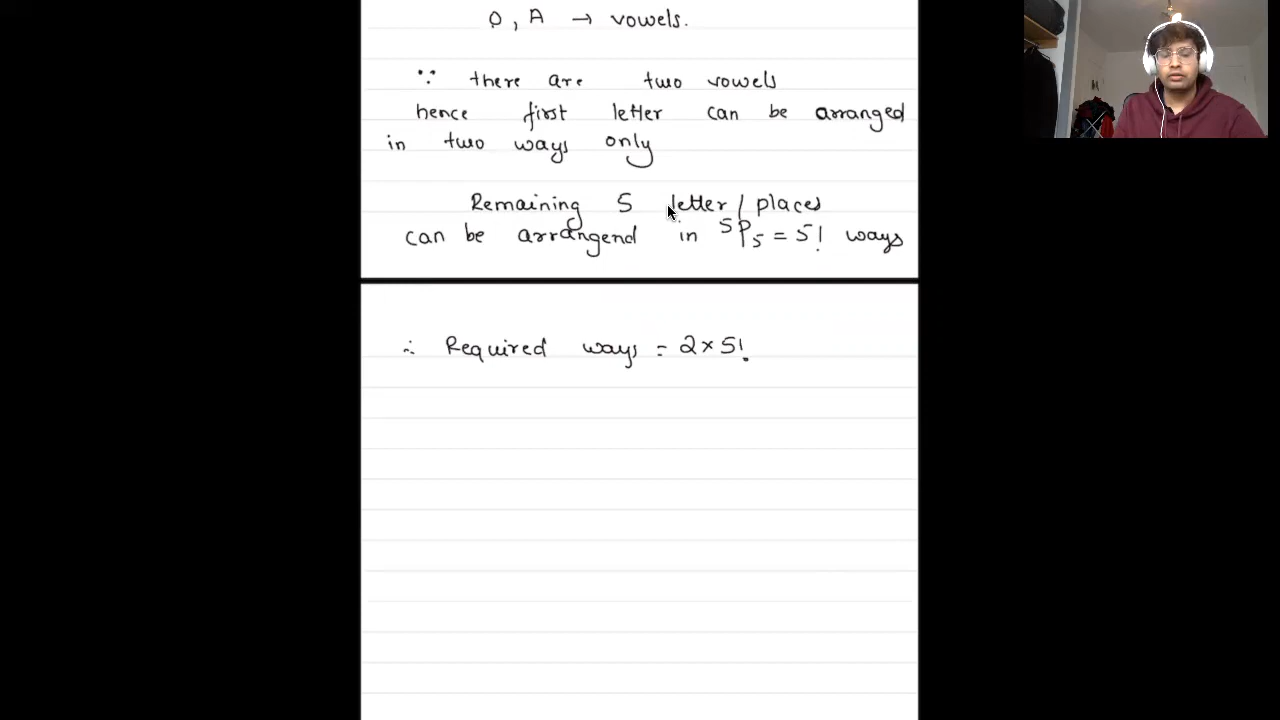 O, A → vowels.
∵ there are two vowels
hence first letter can be arranged
in two ways only
Remaining 5 letter / places
can be arrangend in ⁵P₅ = 5! ways
∴ Required ways = 2 × 5!